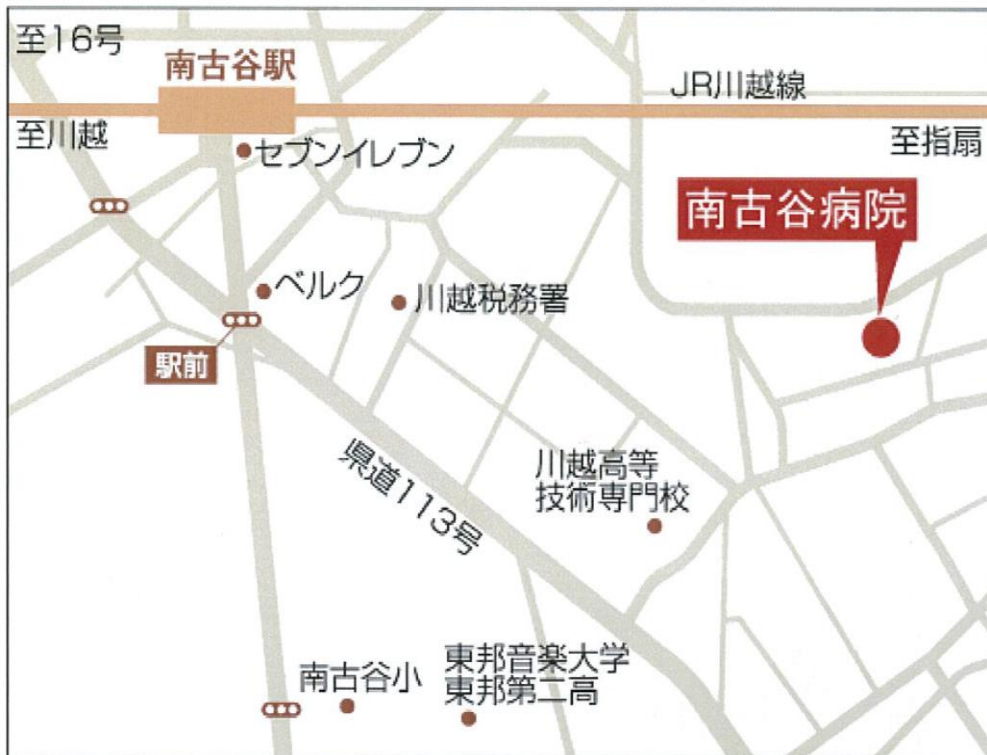 至16号
南古谷駅
JR川越線
至川越
至指扇
セブンイレブン
南古谷病院
ベルク
川越税務署
駅前
県道113号
川越高等
技術専門校
南古谷小
東邦音楽大学
東邦第二高